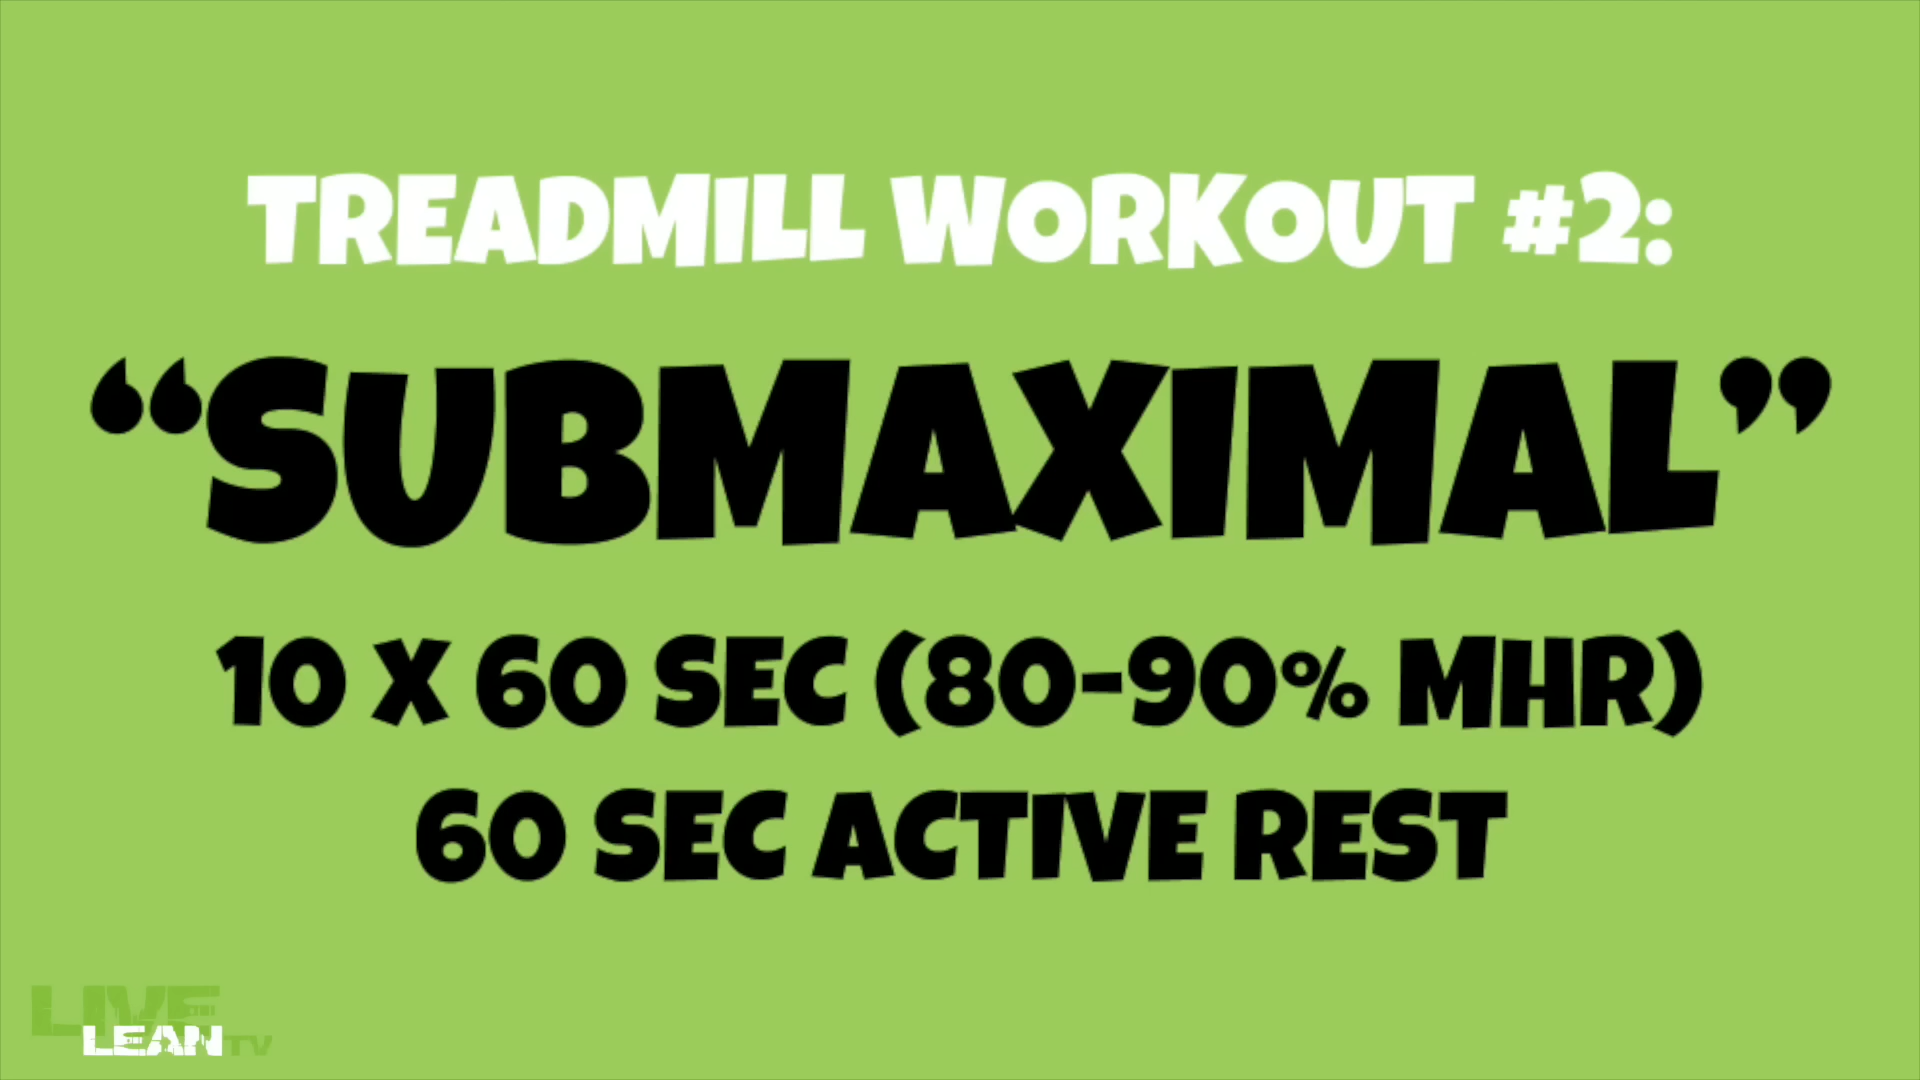 TREADMILL WORKOUT #2:
“SUBMAXIMAL”
10 X 60 SEC (80-90% MHR)
60 SEC ACTIVE REST
LIVE
LEAN TV